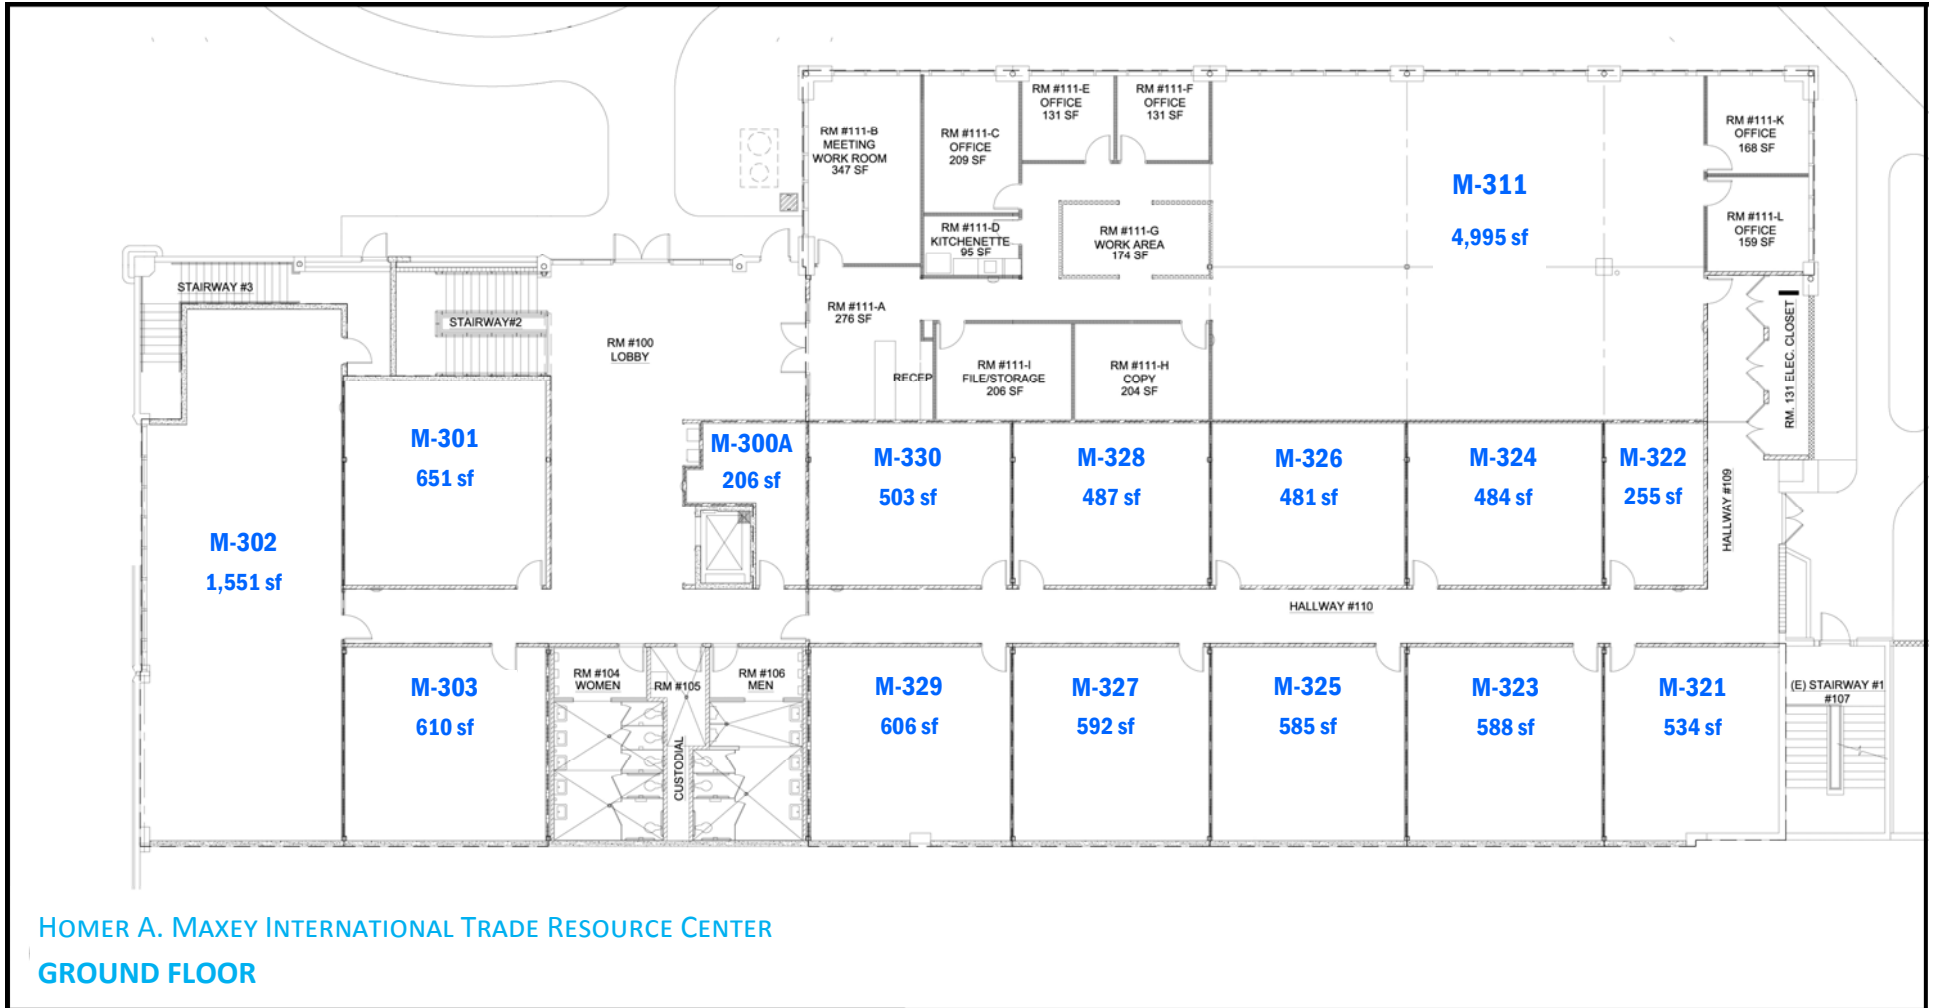 RM #111-B
MEETING
WORK ROOM
347 SF
RM #111-C
OFFICE
209 SF
RM #111-E
OFFICE
131 SF
RM #111-F
OFFICE
131 SF
RM #111-K
OFFICE
168 SF
M-311
4,995 sf
RM #111-L
OFFICE
159 SF
RM #111-D
KITCHENETTE
95 SF
RM #111-G
WORK AREA
174 SF
STAIRWAY #3
STAIRWAY#2
RM #100
LOBBY
RM #111-A
276 SF
RECEP
RM #111-I
FILE/STORAGE
206 SF
RM #111-H
COPY
204 SF
RM. 131 ELEC. CLOSET
M-301
651 sf
M-300A
206 sf
M-330
503 sf
M-328
487 sf
M-326
481 sf
M-324
484 sf
M-322
255 sf
HALLWAY #109
M-302
1,551 sf
HALLWAY #110
M-303
610 sf
RM #104
WOMEN
RM #105
RM #106
MEN
CUSTODIAL
M-329
606 sf
M-327
592 sf
M-325
585 sf
M-323
588 sf
M-321
534 sf
(E) STAIRWAY #1
#107
HOMER A. MAXEY INTERNATIONAL TRADE RESOURCE CENTER
GROUND FLOOR